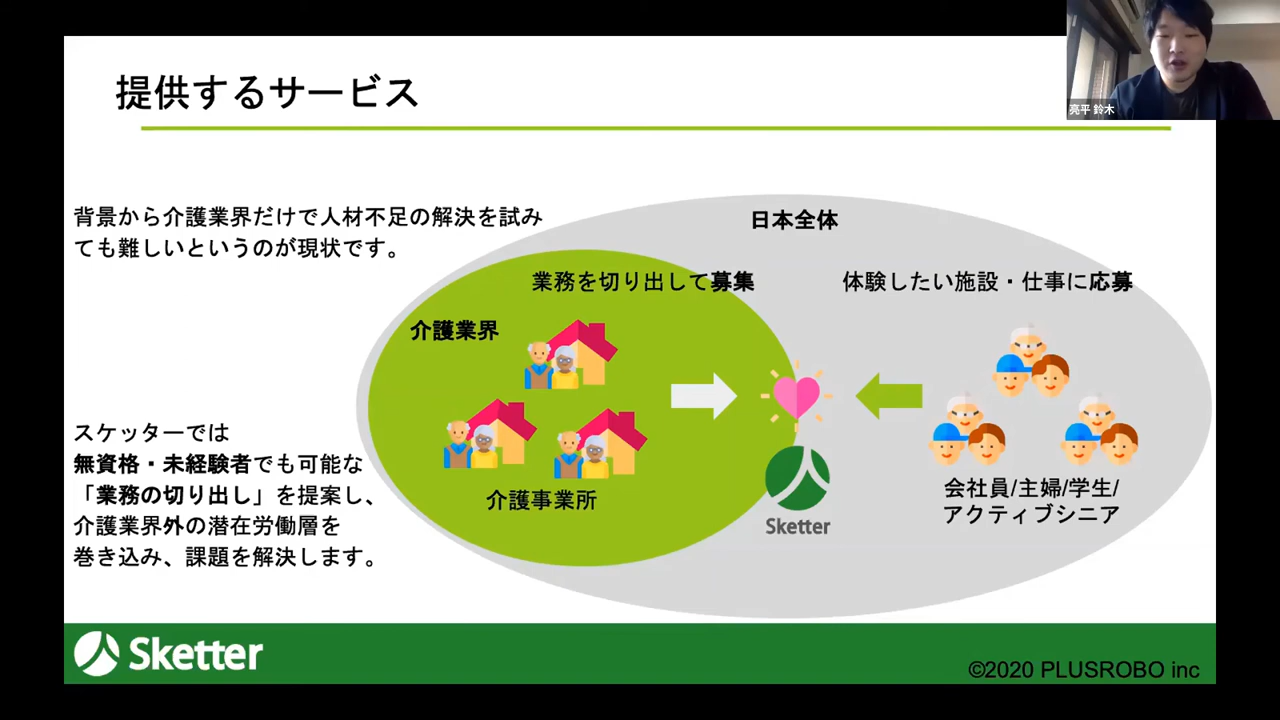 提供するサービス
亮平 鈴木
背景から介護業界だけで人材不足の解決を試み
ても難しいというのが現状です。
日本全体
業務を切り出して募集
体験したい施設・仕事に応募
介護業界
スケッターでは
無資格・未経験者でも可能な
「業務の切り出し」を提案し、
介護業界外の潜在労働層を
巻き込み、課題を解決します。
介護事業所
Sketter
会社員/主婦/学生/
アクティブシニア
Sketter
©2020 PLUSROBO inc